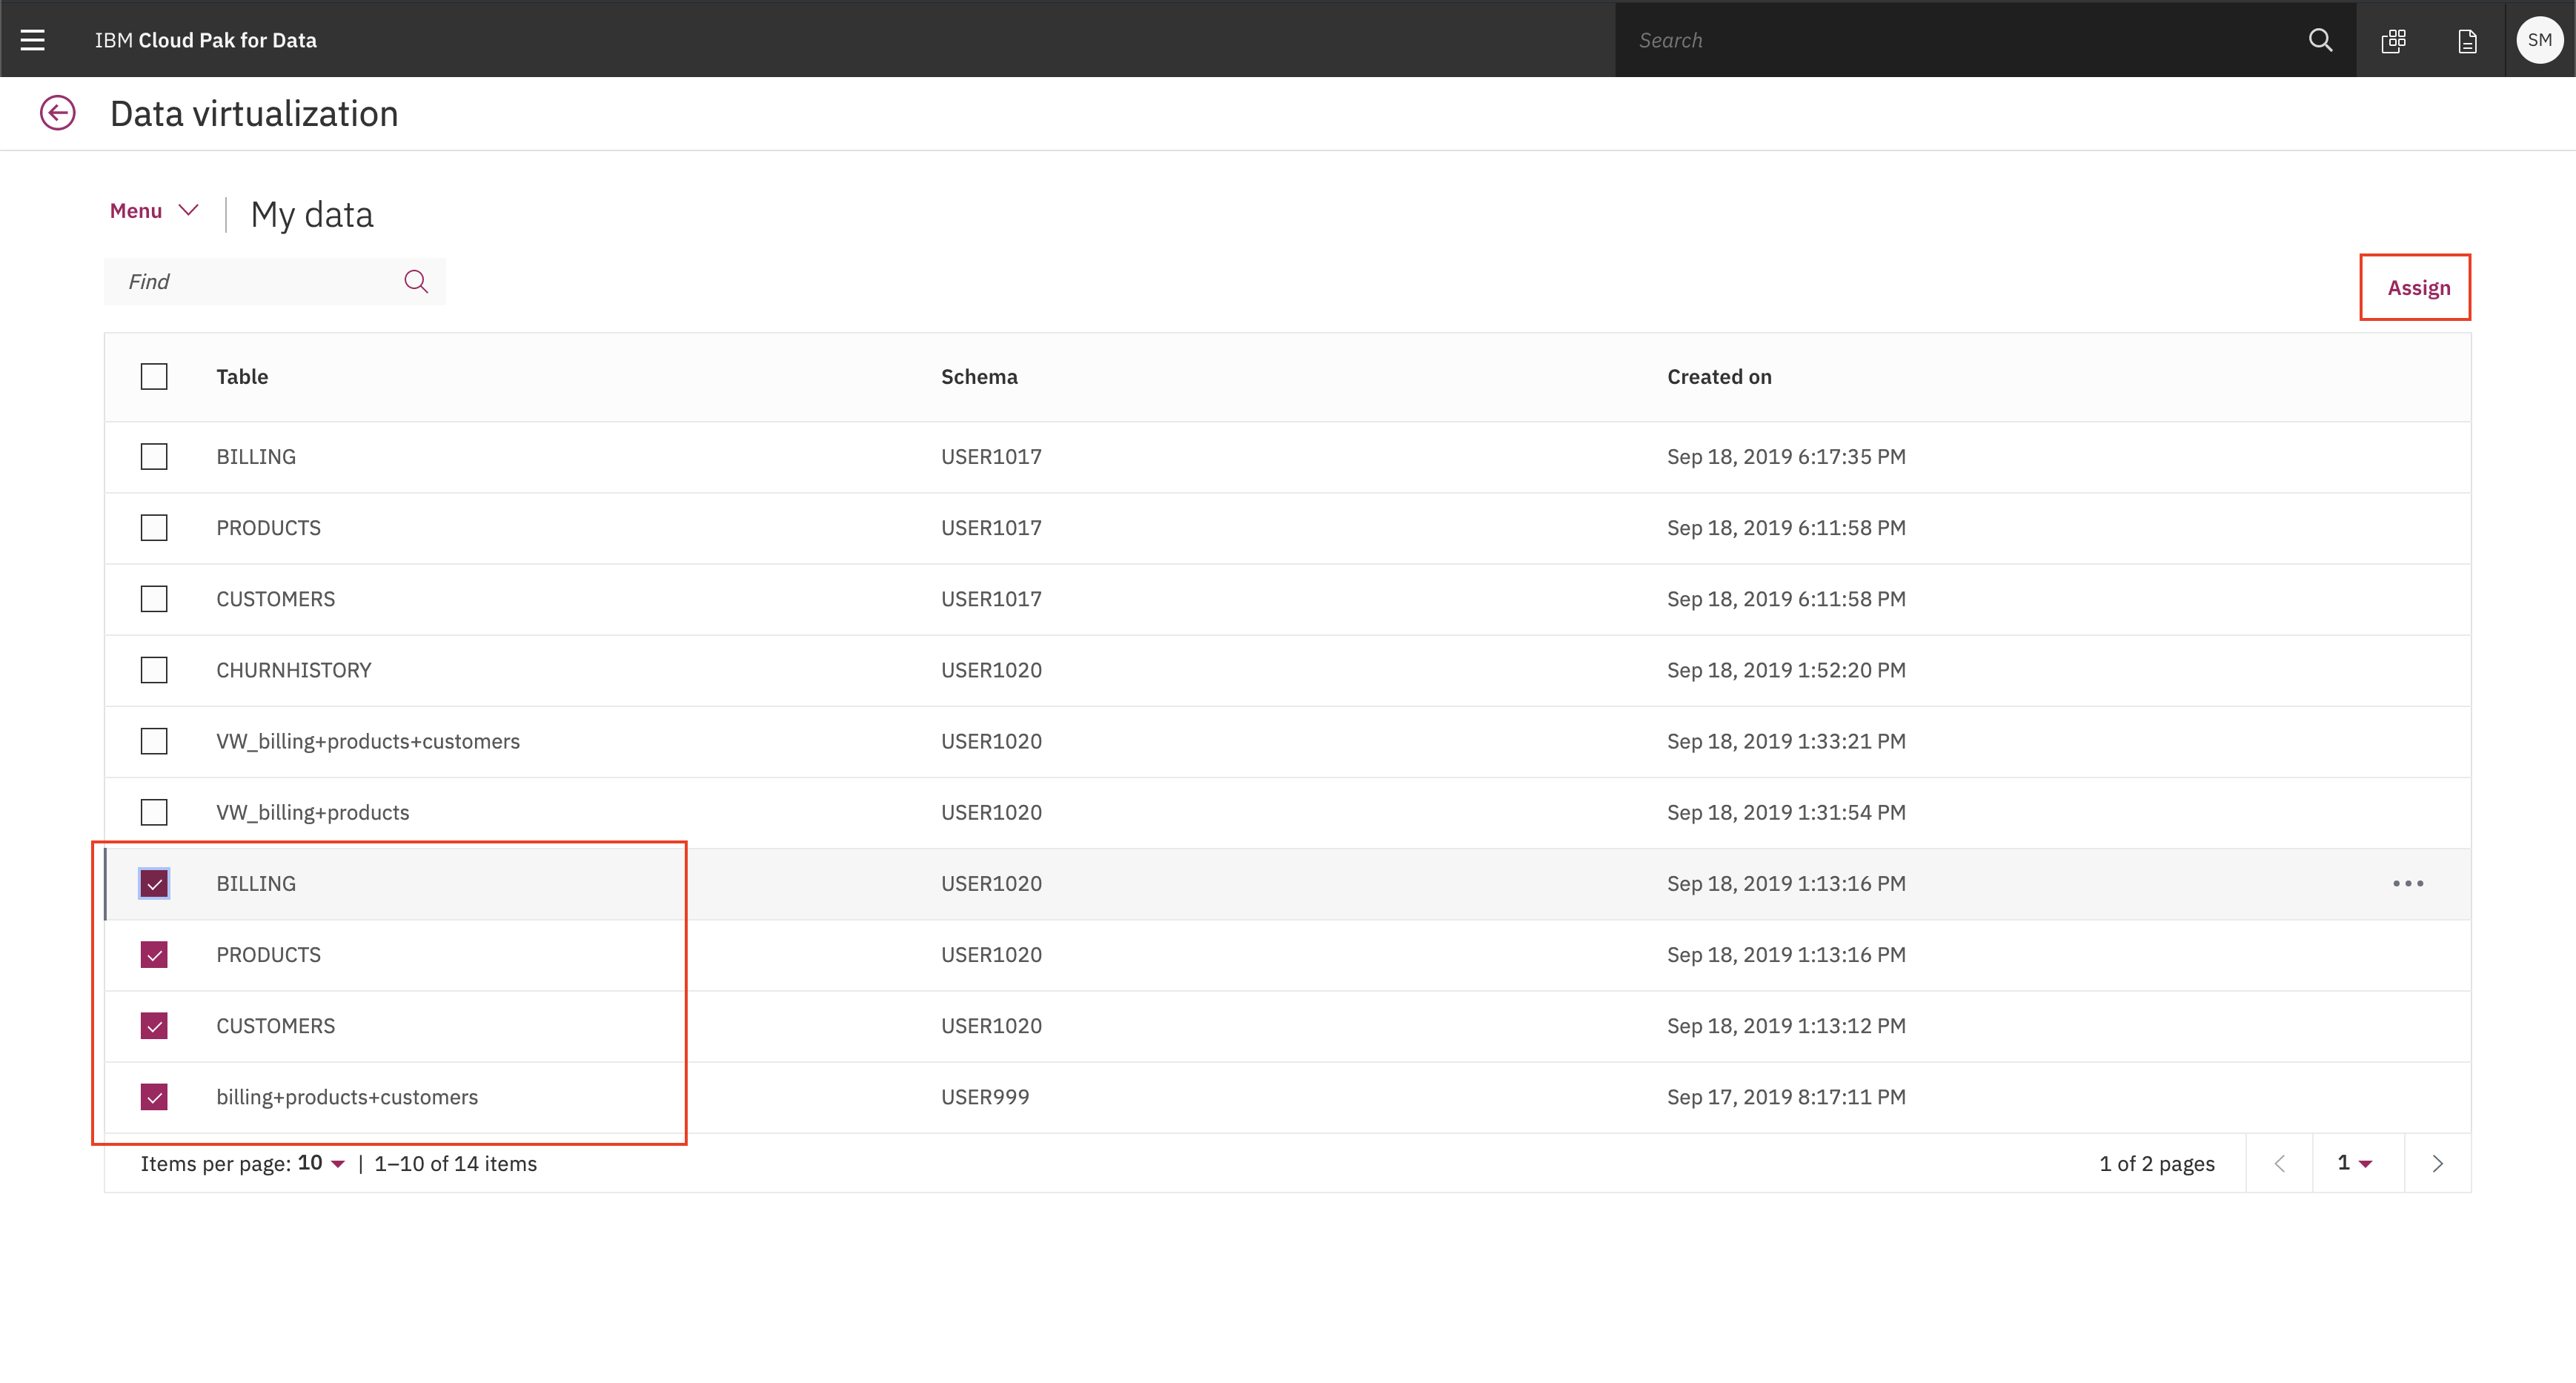 IBM Cloud Pak for Data
Search
SM
Data virtualization
Menu
My data
Find
Assign
Table Schema Created on
BILLING USER1017 Sep 18, 2019 6:17:35 PM
PRODUCTS USER1017 Sep 18, 2019 6:11:58 PM
CUSTOMERS USER1017 Sep 18, 2019 6:11:58 PM
CHURNHISTORY USER1020 Sep 18, 2019 1:52:20 PM
VW_billing+products+customers USER1020 Sep 18, 2019 1:33:21 PM
VW_billing+products USER1020 Sep 18, 2019 1:31:54 PM
BILLING USER1020 Sep 18, 2019 1:13:16 PM
PRODUCTS USER1020 Sep 18, 2019 1:13:16 PM
CUSTOMERS USER1020 Sep 18, 2019 1:13:12 PM
billing+products+customers USER999 Sep 17, 2019 8:17:11 PM
Items per page: 10 | 1–10 of 14 items 1 of 2 pages 1